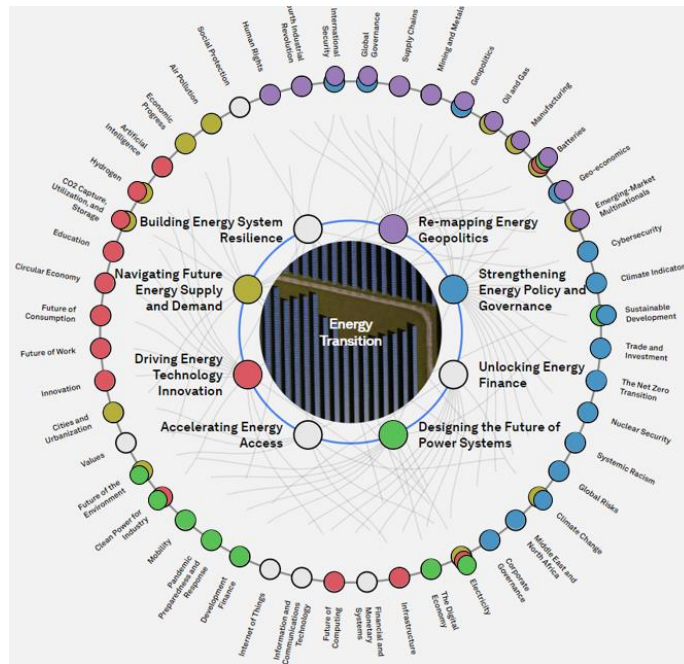 Energy
Transition
Building Energy System
Resilience
Re-mapping Energy
Geopolitics
Navigating Future
Energy Supply
and Demand
Strengthening
Energy Policy and
Governance
Driving Energy
Technology
Innovation
Unlocking Energy
Finance
Accelerating Energy
Access
Designing the Future of
Power Systems
International
Security
Global
Governance
Supply Chains
Mining and Metals
Geopolitics
Oil and Gas
Manufacturing
Batteries
Geo-economics
Emerging-Market
Multinationals
Cybersecurity
Sustainable
Development
Trade and
Investment
The Net Zero
Transition
Nuclear Security
Systemic Racism
Global Risks
Climate Change
Middle East and
North Africa
Corporate
Governance
Electricity
The Digital
Economy
Infrastructure
Financial and
Monetary
Systems
Future of
Computing
Information and
Communications
Technology
Internet of Things
Development
Finance
Pandemic
Preparedness and
Response
Mobility
Clean Power for
Industry
Future of the
Environment
Values
Cities and
Urbanization
Innovation
Future of Work
Future of
Consumption
Circular Economy
Education
CO2 Capture,
Utilization, and
Storage
Hydrogen
Artificial
Intelligence
Economic
Progress
Air Pollution
Social Protection
Human Rights
Industrial
Revolution